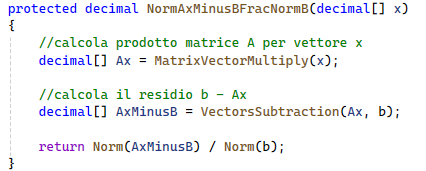 protected decimal NormAxMinusBFracNormB(decimal[] x)
{
//calcola prodotto matrice A per vettore x
decimal[] Ax = MatrixVectorMultiply(x);
//calcola il residio b - Ax
decimal[] AxMinusB = VectorsSubtraction(Ax, b);
return Norm(AxMinusB) / Norm(b);
}